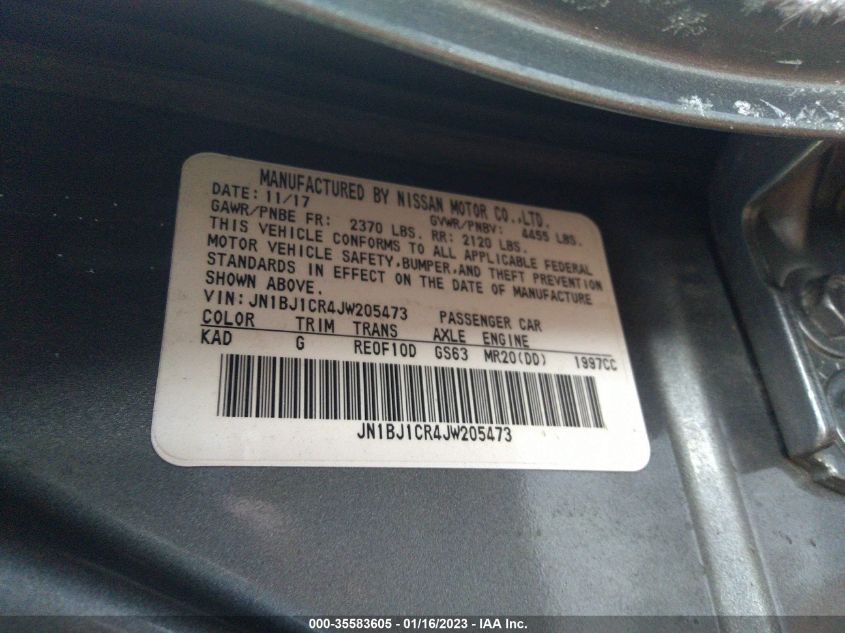 MANUFACTURED BY NISSAN MOTOR CO.,LTD.
DATE: 11/17 GVWR/PNBV: 4455 LBS.
GAWR/PNBE FR: 2370 LBS. RR: 2120 LBS.
THIS VEHICLE CONFORMS TO ALL APPLICABLE FEDERAL
MOTOR VEHICLE SAFETY,BUMPER,AND THEFT PREVENTION
STANDARDS IN EFFECT ON THE DATE OF MANUFACTURE
SHOWN ABOVE.
VIN: JN1BJ1CR4JW205473 PASSENGER CAR
COLOR TRIM TRANS AXLE ENGINE
KAD G RE0F10D GS63 MR20(DD) 1997CC
JN1BJ1CR4JW205473
000-35583605 - 01/16/2023 - IAA Inc.